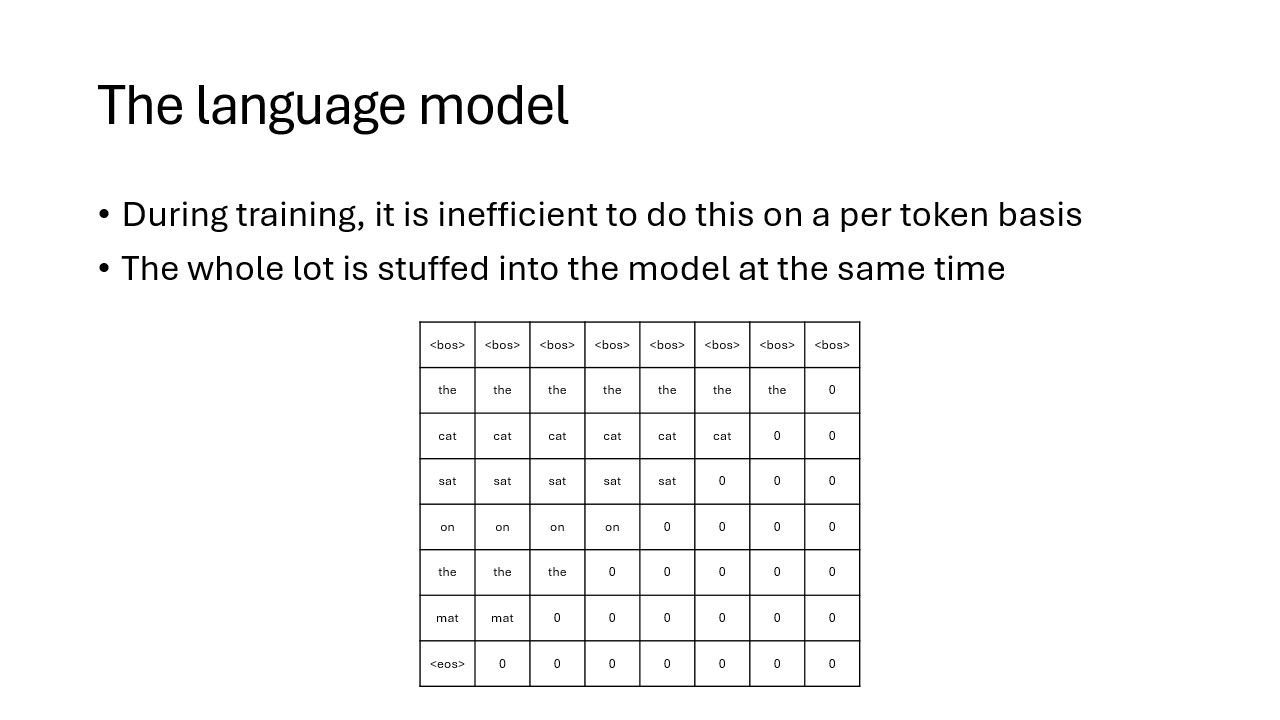 The language model
• During training, it is inefficient to do this on a per token basis
• The whole lot is stuffed into the model at the same time
<bos> <bos> <bos> <bos> <bos> <bos> <bos> <bos>
the the the the the the the 0
cat cat cat cat cat cat 0 0
sat sat sat sat sat 0 0 0
on on on on 0 0 0 0
the the the 0 0 0 0 0
mat mat 0 0 0 0 0 0
<eos> 0 0 0 0 0 0 0